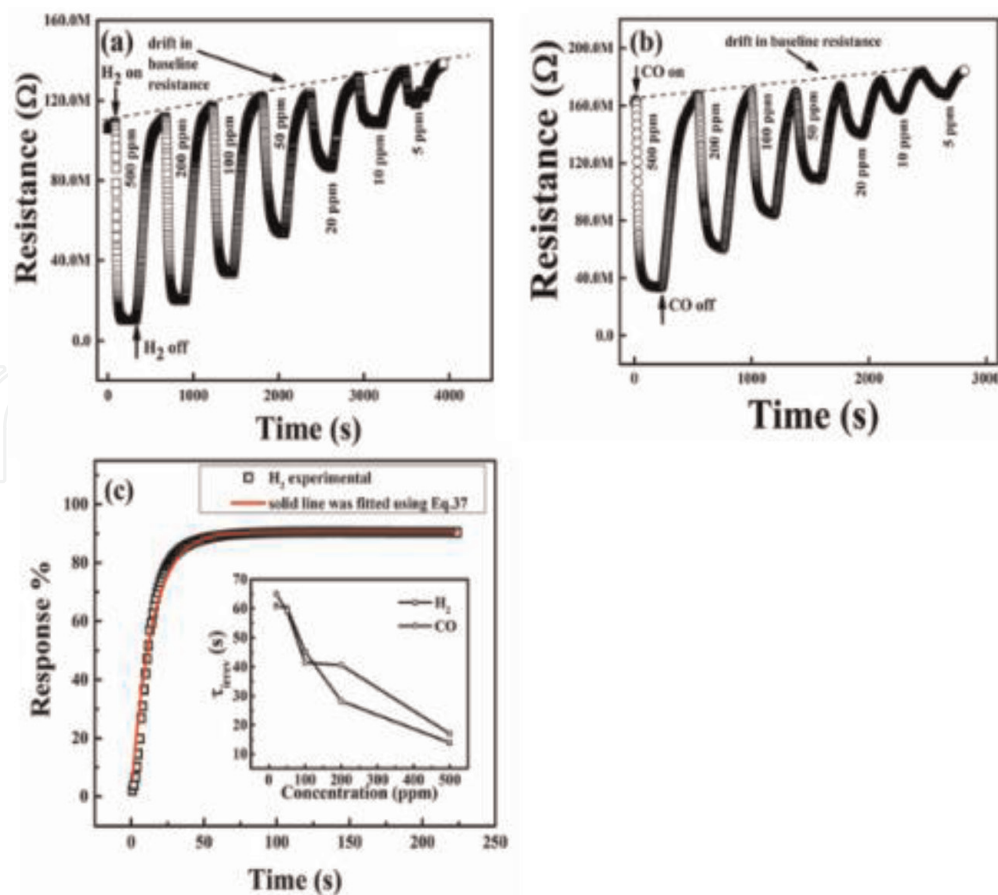 (a)
160.0M
120.0M
80.0M
40.0M
0.0
Resistance (Ω)
H2 on
drift in
baseline
resistance
500 ppm
200 ppm
100 ppm
50 ppm
20 ppm
10 ppm
5 ppm
H2 off
0 1000 2000 3000 4000
Time (s)
(b)
200.0M
160.0M
120.0M
80.0M
40.0M
0.0
Resistance (Ω)
CO on
drift in baseline resistance
500 ppm
200 ppm
100 ppm
50 ppm
20 ppm
10 ppm
5 ppm
CO off
0 1000 2000 3000
Time (s)
(c)
H2 experimental
solid line was fitted using Eq.37
100
80
60
40
20
0
Response %
70
60
50
40
30
20
10
τirrev (s)
H2
CO
0 100 200 300 400 500
Concentration (ppm)
0 50 100 150 200 250
Time (s)